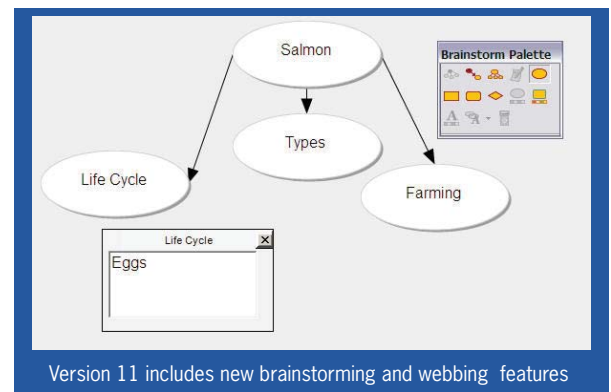 Salmon
Brainstorm Palette
Types
Life Cycle
Farming
Life Cycle
Eggs
Version 11 includes new brainstorming and webbing features